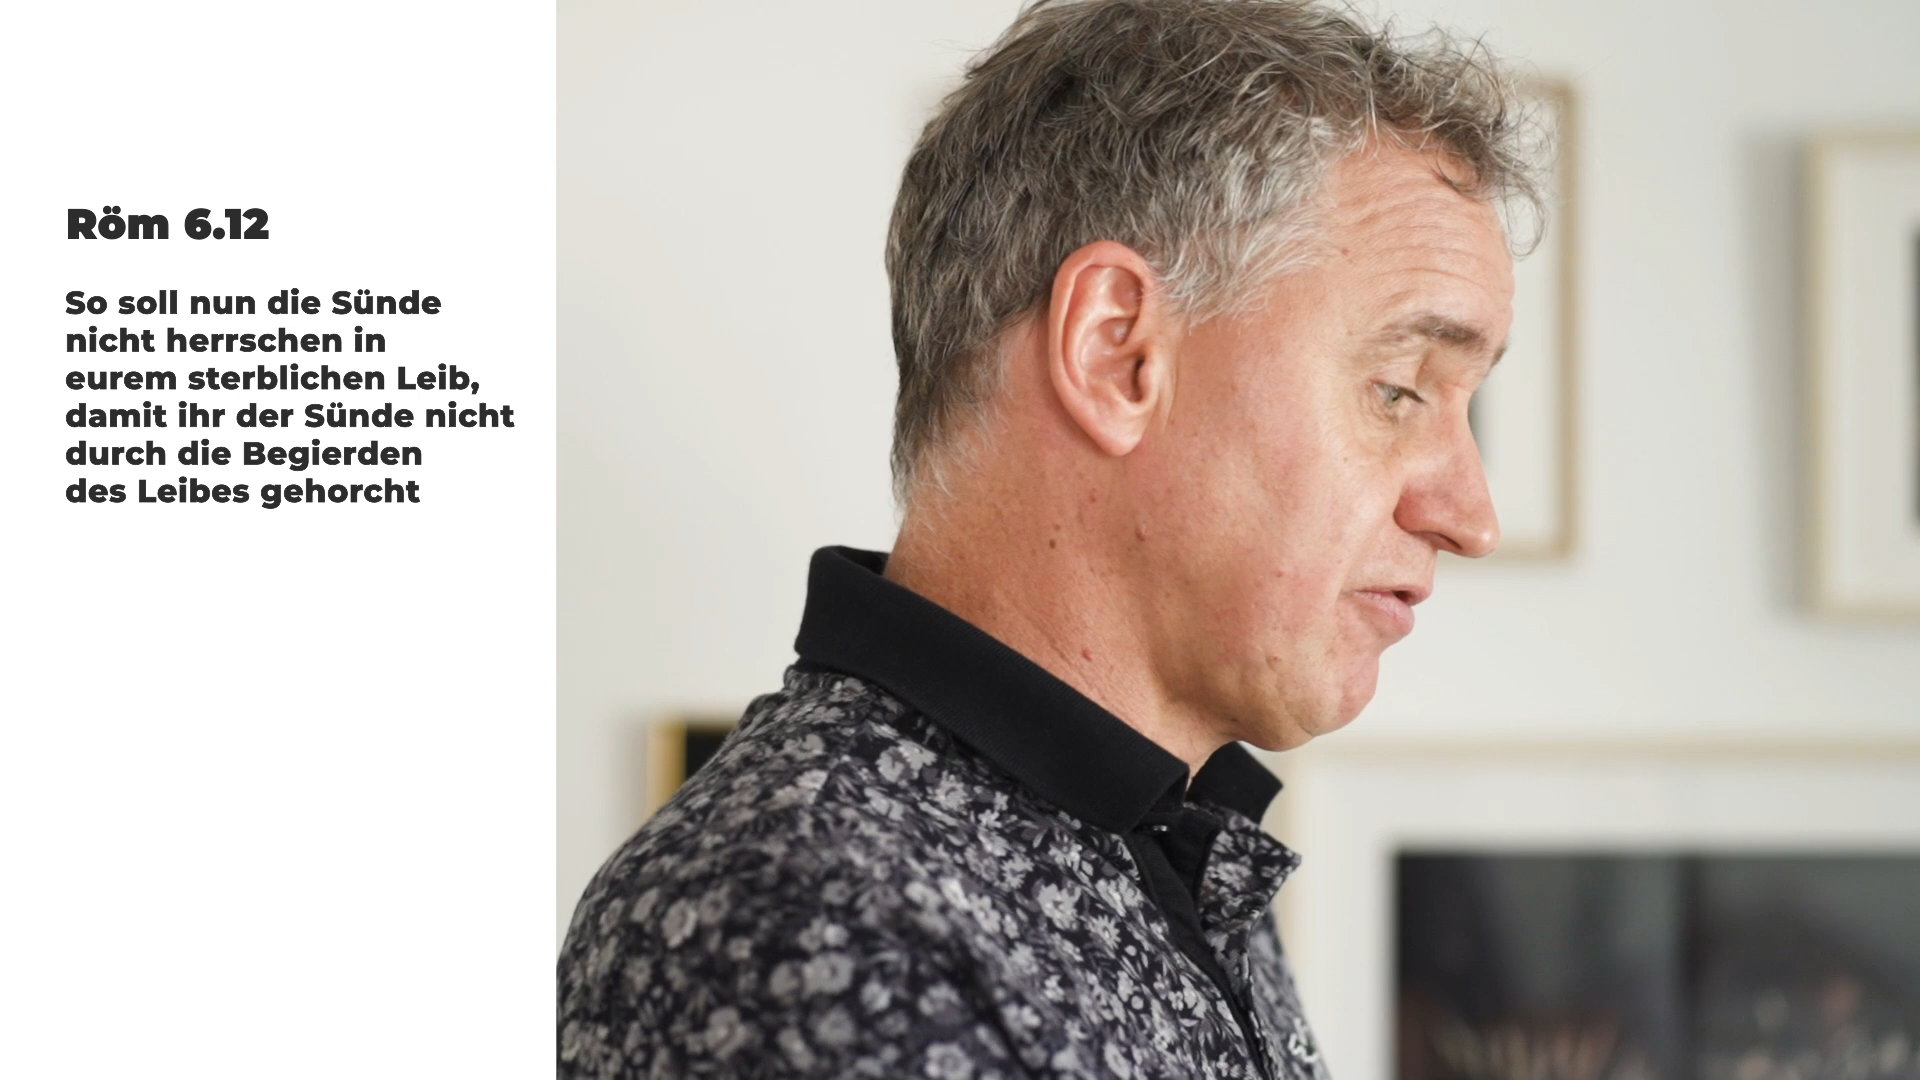 Röm 6.12
So soll nun die Sünde
nicht herrschen in
eurem sterblichen Leib,
damit ihr der Sünde nicht
durch die Begierden
des Leibes gehorcht